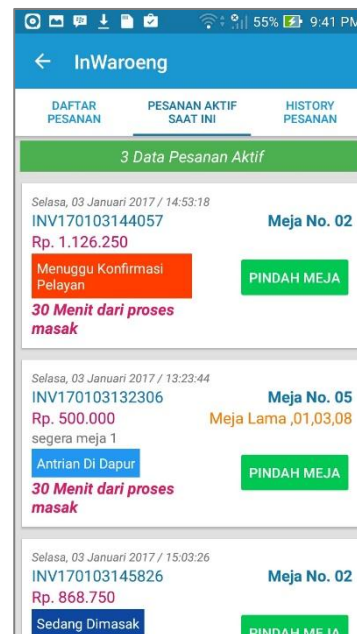 55% 9:41 PM
InWaroeng
DAFTAR PESANAN
PESANAN AKTIF SAAT INI
HISTORY PESANAN
3 Data Pesanan Aktif
Selasa, 03 Januari 2017 / 14:53:18
INV170103144057 Meja No. 02
Rp. 1.126.250
Menuggu Konfirmasi
Pelayan
PINDAH MEJA
30 Menit dari proses
masak
Selasa, 03 Januari 2017 / 13:23:44
INV170103132306 Meja No. 05
Rp. 500.000 Meja Lama ,01,03,08
segera meja 1
Antrian Di Dapur
PINDAH MEJA
30 Menit dari proses
masak
Selasa, 03 Januari 2017 / 15:03:26
INV170103145826 Meja No. 02
Rp. 868.750
Sedang Dimasak
PINDAH MEJA